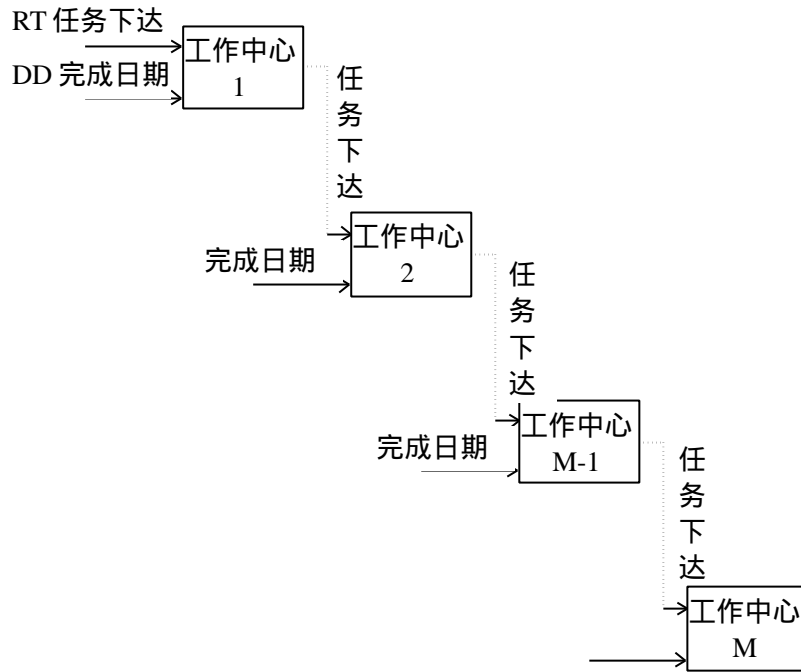 RT 任务下达
DD 完成日期
工作中心
1
任务下达
完成日期
工作中心
2
任务下达
完成日期
工作中心
M-1
任务下达
工作中心
M